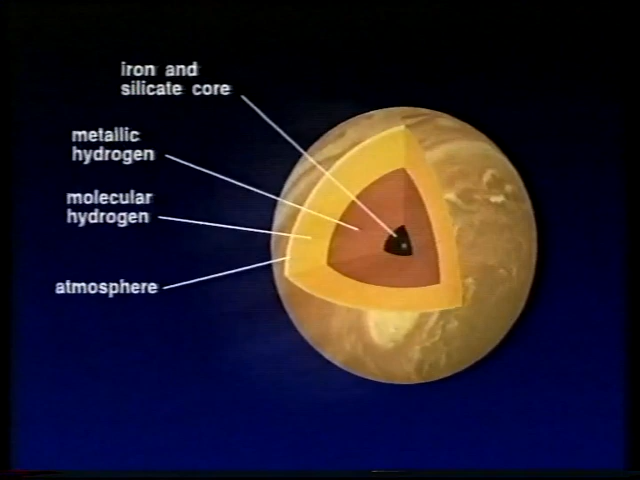 iron and
silicate core
metallic
hydrogen
molecular
hydrogen
atmosphere